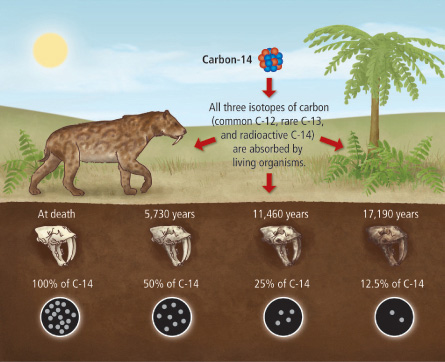 Carbon-14
All three isotopes of carbon
(common C-12, rare C-13,
and radioactive C-14)
are absorbed by
living organisms.
At death
5,730 years
11,460 years
17,190 years
100% of C-14
50% of C-14
25% of C-14
12.5% of C-14